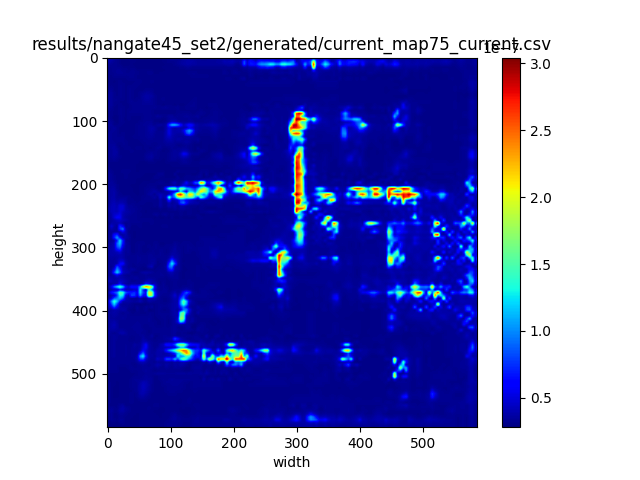 results/nangate45_set2/generated/current_map75_current.csv
1e−7
0
100
200
300
400
500
height
0 100 200 300 400 500
width
3.0
2.5
2.0
1.5
1.0
0.5